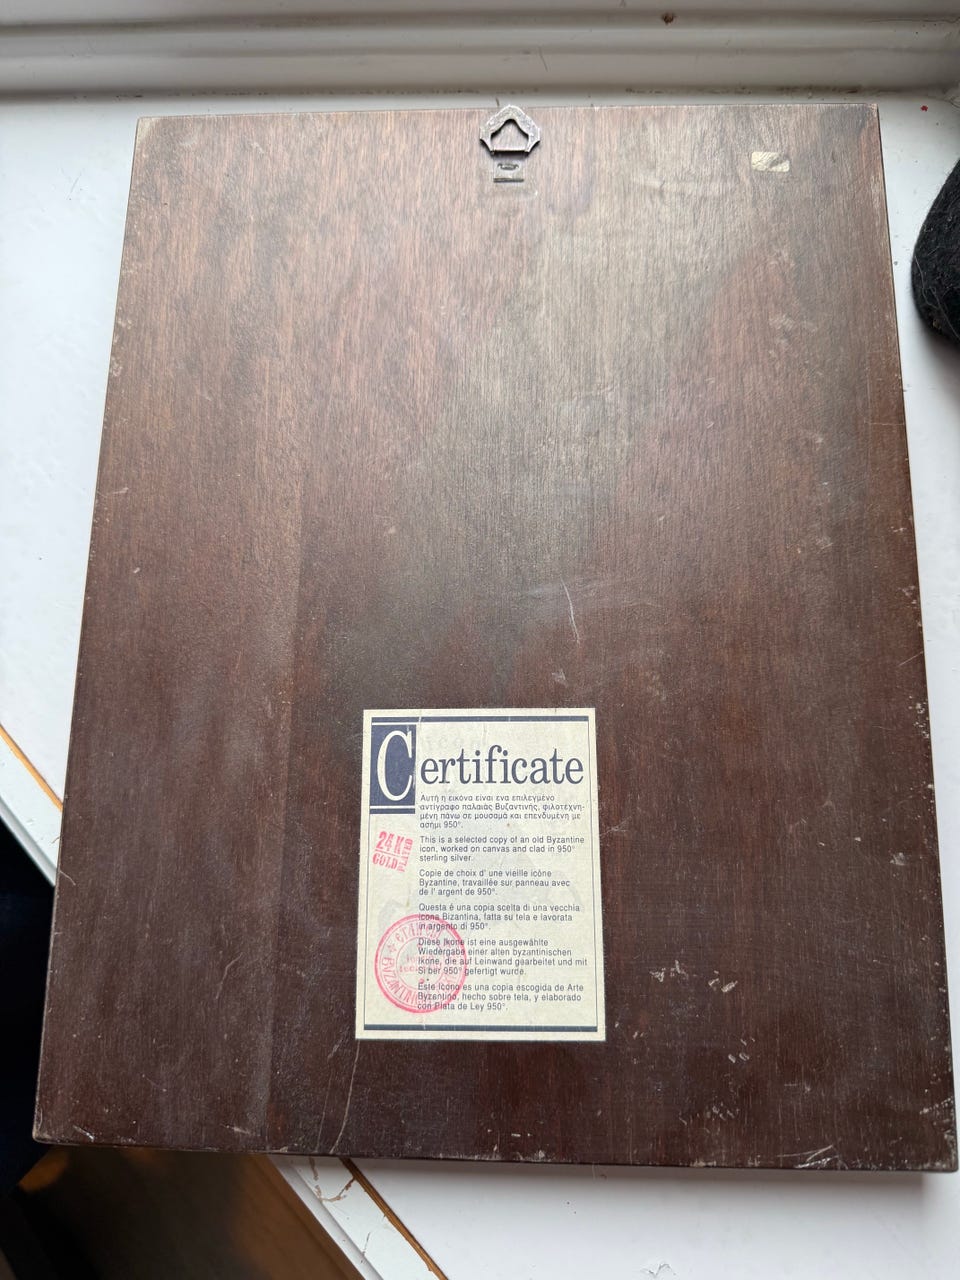 Certificate
Αυτή η εικόνα είναι ενα επιλεγμένο
αντίγραφο παλαιάς Βυζαντινής, φιλοτεχνη-
μένη πάνω σε μουσαμά και επενδυμένη με
ασήμι 950°.
This is a selected copy of an old Byzantine
icon, worked on canvas and clad in 950°
sterling silver.
24 K
GOLD
PLATED
Copie de choix d' une vieille icône
Byzantine, travaillée sur panneau avec
de l' argent de 950°.
Questa é una copia scelta di una vecchia
icona Bizantina, fatta su tela e lavorata
in argento di 950°.
Diese Ikone ist eine ausgewählte
Wiedergabe einer alten byzantinischen
Ikone, die auf Leinwand gearbeitet und mit
Silber 950° gefertigt wurde.
Este Icono es una copia escogida de Arte
Byzantino, hecho sobre tela, y elaborado
con Plata de Ley 950°.